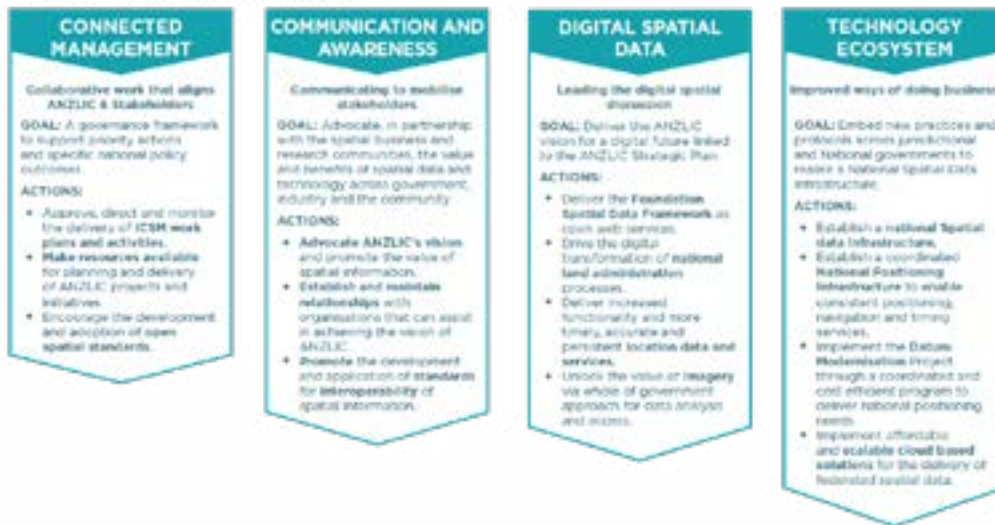 CONNECTED
MANAGEMENT
Collaborative work that aligns
ANZLIC & Stakeholders
GOAL: A governance framework
to support priority actions
and specific national policy
outcomes.
ACTIONS:
• Approve, direct and monitor
the delivery of ICSM work
plans and activities.
• Make resources available
for planning and delivery
of ANZLIC projects and
initiatives.
• Encourage the development
and adoption of open
spatial standards.
COMMUNICATION AND
AWARENESS
Communicating to mobilise
stakeholders
GOAL: Advocate, in partnership
with the spatial business and
research communities, the value
and benefits of spatial data and
technology across government,
industry and the community.
ACTIONS:
• Advocate ANZLIC's vision
and promote the value of
spatial information.
• Establish and maintain
relationships with
organisations that can assist
in achieving the vision of
ANZLIC.
• Promote the development
and application of standards
for interoperability of
spatial information.
DIGITAL SPATIAL
DATA
Leading the digital spatial
discussion
GOAL: Deliver the ANZLIC
vision for a digital future linked
to the ANZLIC Strategic Plan.
ACTIONS:
• Deliver the Foundation
Spatial Data Framework as
open web services.
• Drive the digital
transformation of national
land administration
processes.
• Deliver increased
functionality and more
timely, accurate and
persistent location data and
services.
• Unlock the value of imagery
via whole of government
approach for data analysis
and access.
TECHNOLOGY
ECOSYSTEM
Improved ways of doing business
GOAL: Embed new practices and
protocols across jurisdictional
and National governments to
realise a National Spatial Data
Infrastructure.
ACTIONS:
• Establish a national Spatial
data Infrastructure.
• Establish a coordinated
National Positioning
Infrastructure to enable
consistent positioning,
navigation and timing
services.
• Implement the Datum
Modernisation Project
through a coordinated and
cost efficient program to
deliver national positioning
needs.
• Implement affordable
and scalable cloud based
solutions for the delivery of
federated spatial data.